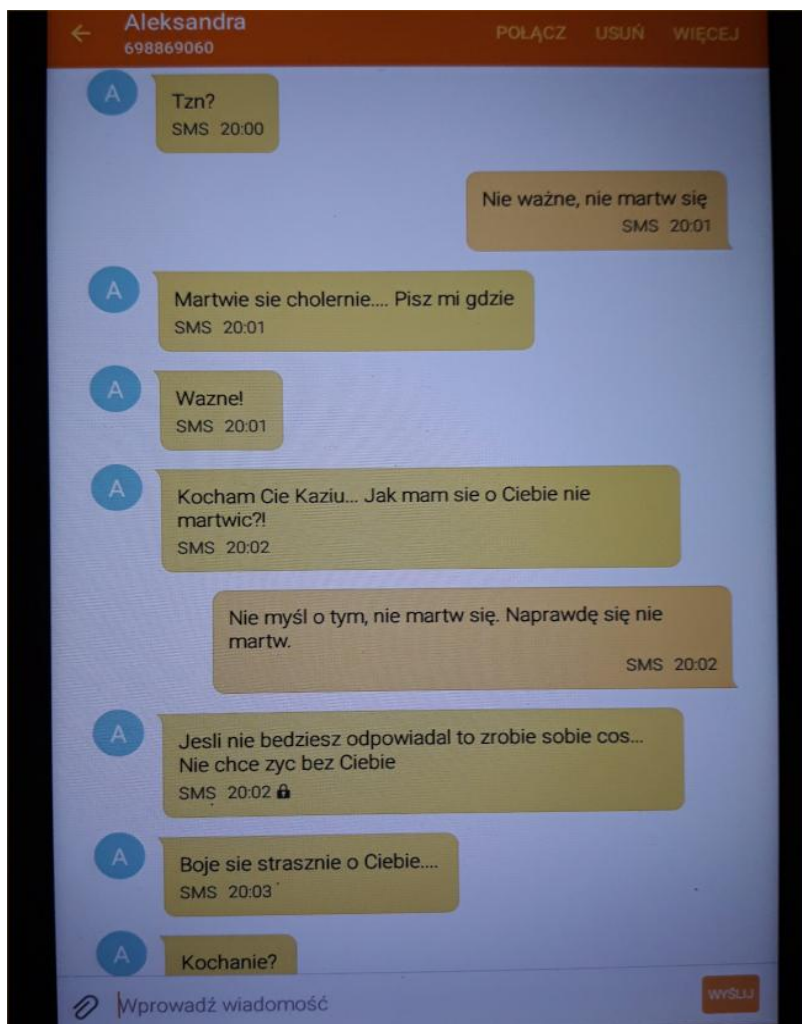 Aleksandra
698869060
POŁĄCZ USUŃ WIĘCEJ
A
Tzn?
SMS 20:00
Nie ważne, nie martw się
SMS 20:01
A
Martwie sie cholernie.... Pisz mi gdzie
SMS 20:01
A
Wazne!
SMS 20:01
A
Kocham Cie Kaziu... Jak mam sie o Ciebie nie
martwic?!
SMS 20:02
Nie myśl o tym, nie martw się. Naprawdę się nie
martw.
SMS 20:02
A
Jesli nie bedziesz odpowiadal to zrobie sobie cos...
Nie chce zyc bez Ciebie
SMS 20:02
A
Boje sie strasznie o Ciebie....
SMS 20:03
A
Kochanie?
Wprowadź wiadomość
WYŚLIJ